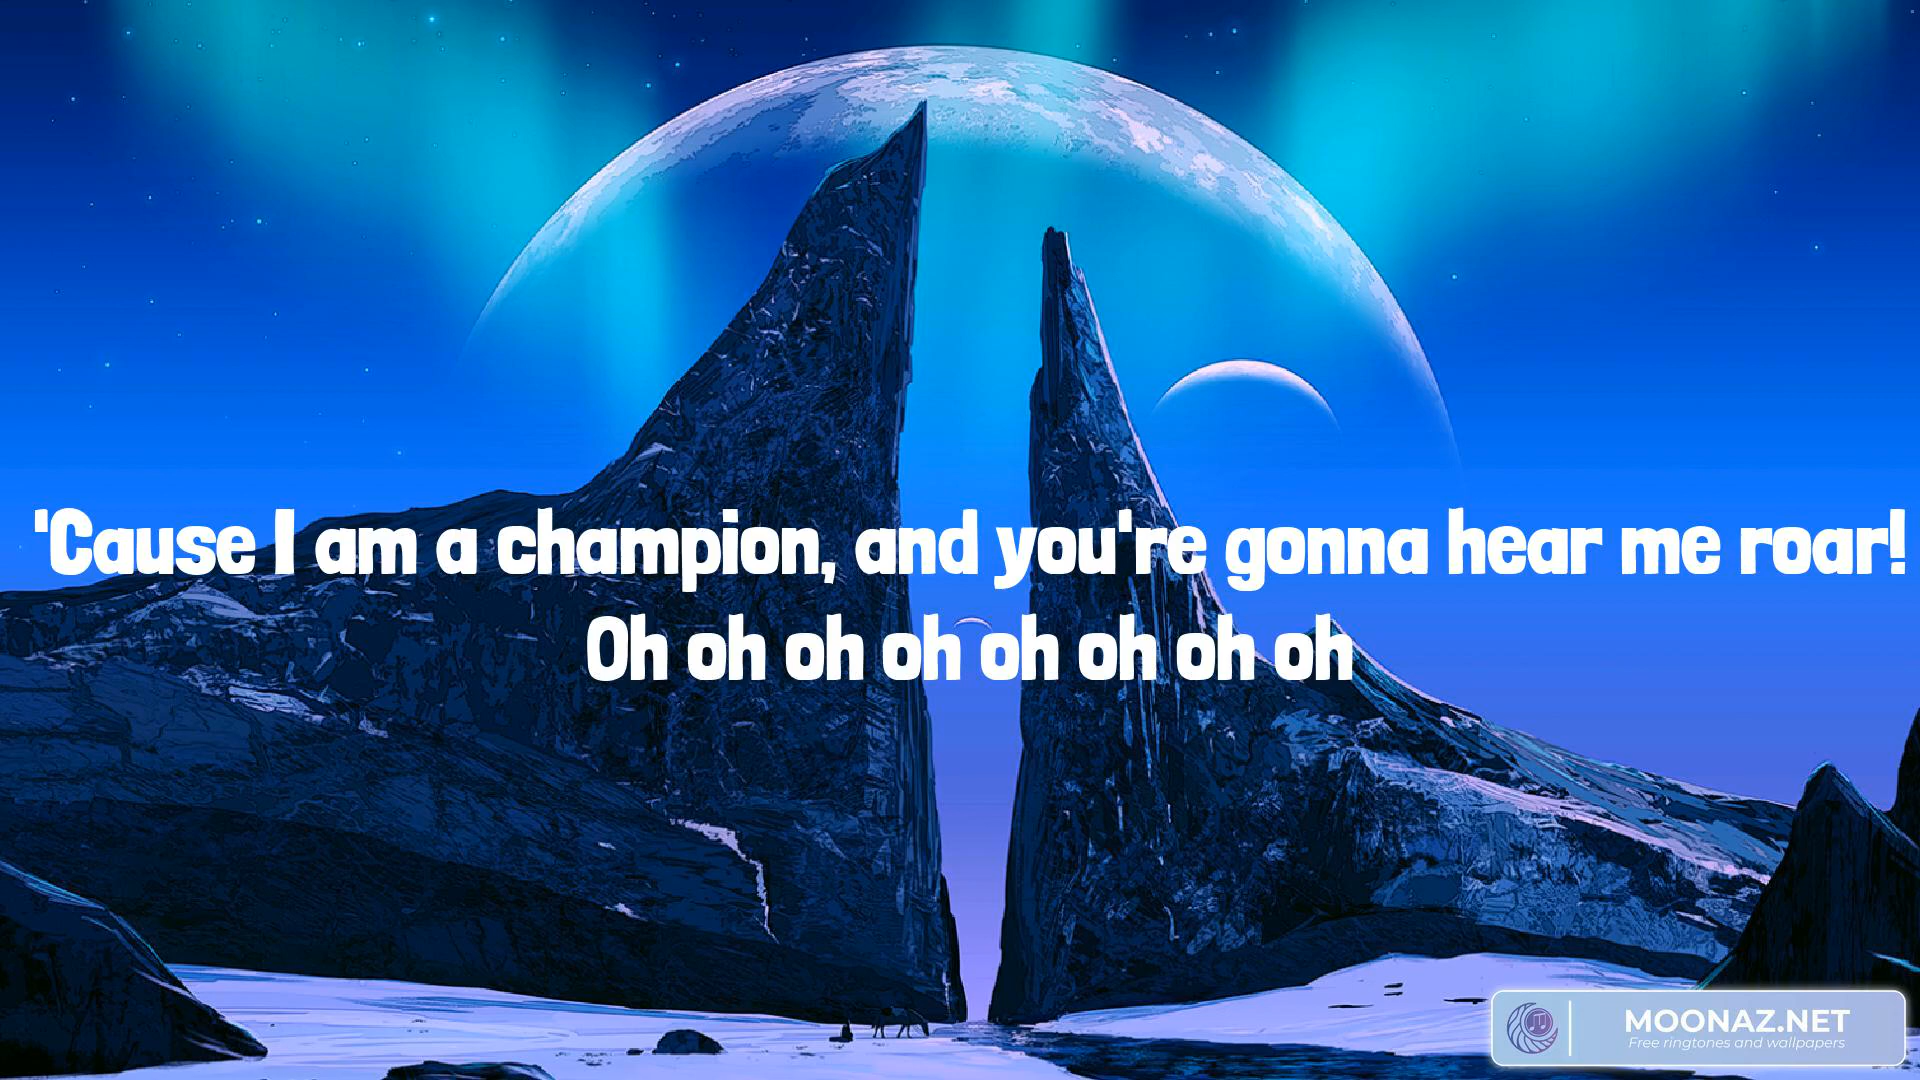 'Cause I am a champion, and you're gonna hear me roar!
Oh oh oh oh oh oh oh oh
MOONAZ.NET
Free ringtones and wallpapers